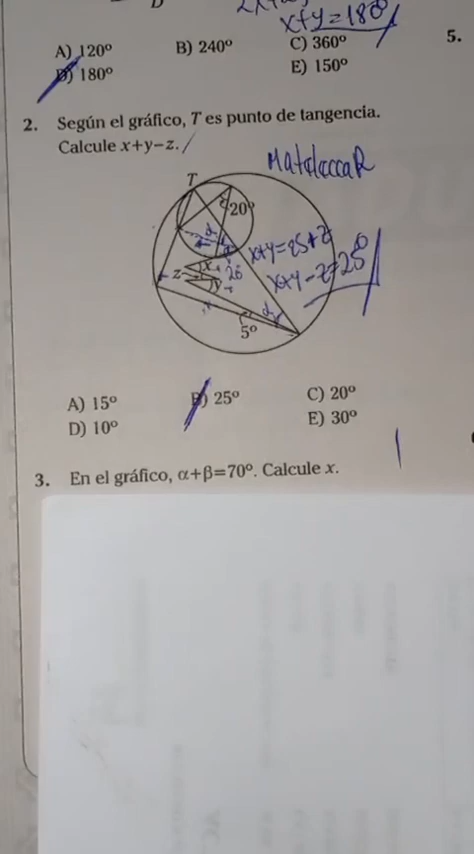 x+y=180°
A) 120° B) 240° C) 360°
D) 180° E) 150°
5.
2. Según el gráfico, T es punto de tangencia.
Calcule x+y−z.
MataloccaR
T
20°
x+y=25+z
x+y-z=25°
z
x
25
y
5°
A) 15° B) 25° C) 20°
D) 10° E) 30°
3. En el gráfico, α+β=70°. Calcule x.